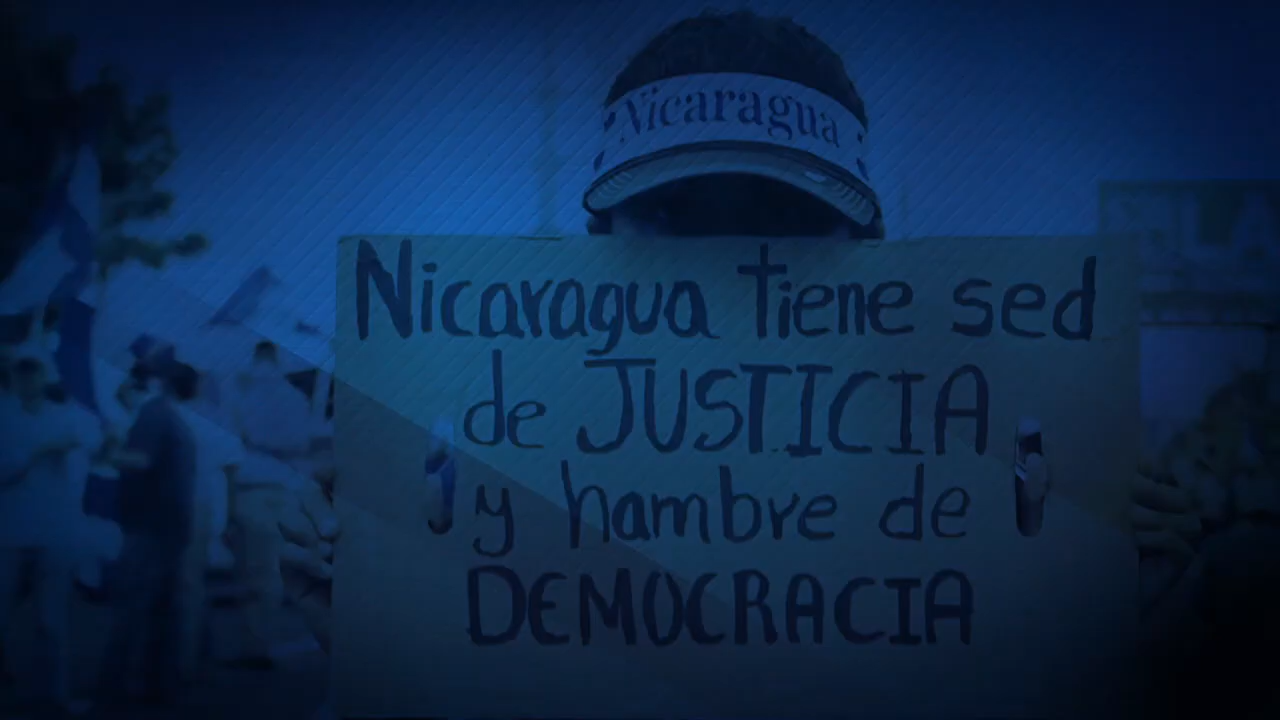 Nicaragua
Nicaragua tiene sed
de JUSTICIA
y hambre de
DEMOCRACIA